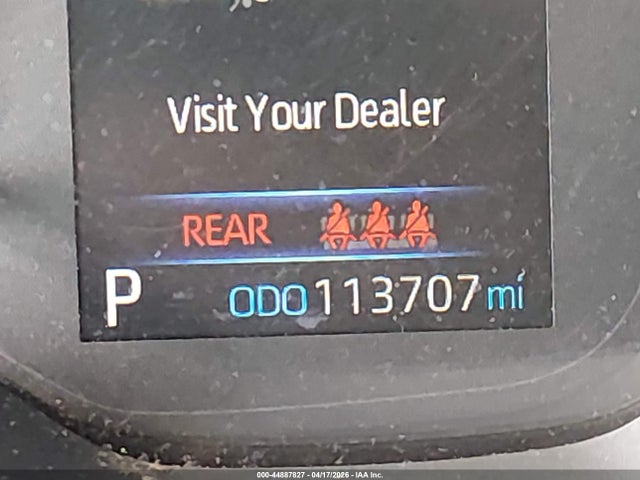 Visit Your Dealer
REAR
P ODO 113707 mi
000-44887827 - 04/17/2026 - IAA Inc.